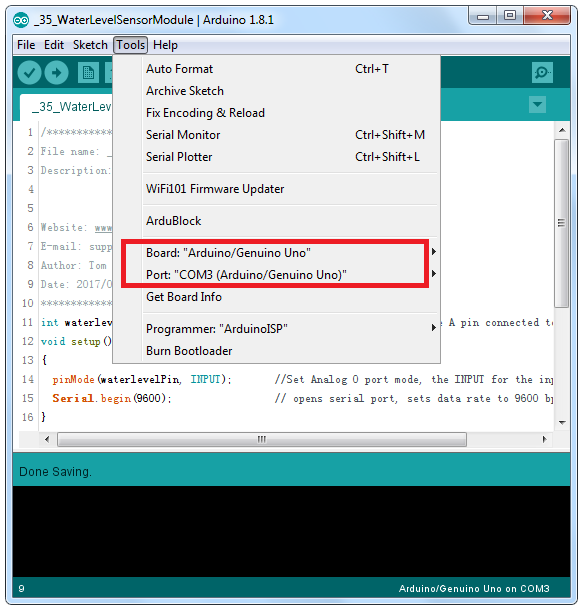 _35_WaterLevelSensorModule | Arduino 1.8.1
File Edit Sketch Tools Help
Auto Format Ctrl+T
Archive Sketch
Fix Encoding & Reload
Serial Monitor Ctrl+Shift+M
Serial Plotter Ctrl+Shift+L
WiFi101 Firmware Updater
ArduBlock
Board: "Arduino/Genuino Uno"
Port: "COM3 (Arduino/Genuino Uno)"
Get Board Info
Programmer: "ArduinoISP"
Burn Bootloader
_35_WaterLev
1 /*************
2 File name: _
3 Description:
4
5
6 Website: www
7 E-mail: supp
8 Author: Tom
9 Date: 2017/0
10 *************
11 int waterlevel e A pin connected to
12 void setup()
13 {
14 pinMode(waterlevelPin, INPUT); //Set Analog 0 port mode, the INPUT for the inp
15 Serial.begin(9600); // opens serial port, sets data rate to 9600 bp
16 }
Done Saving.
9 Arduino/Genuino Uno on COM3